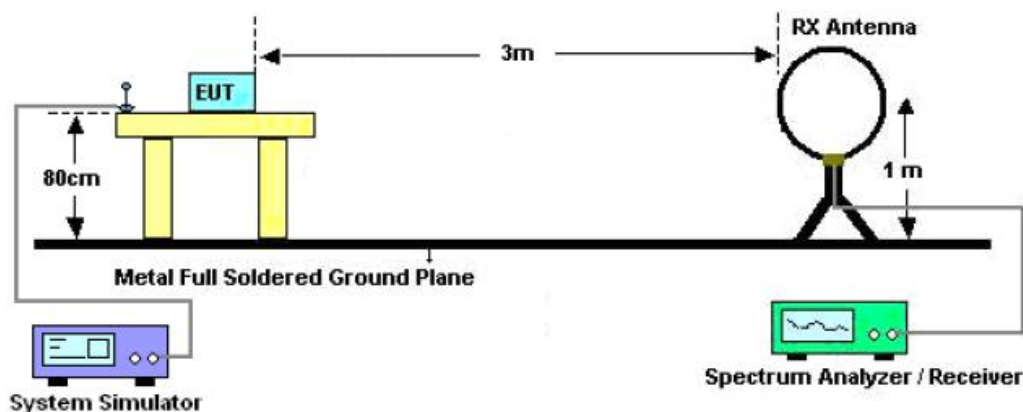 RX Antenna
3m
EUT
80cm
1 m
Metal Full Soldered Ground Plane
System Simulator
Spectrum Analyzer / Receiver